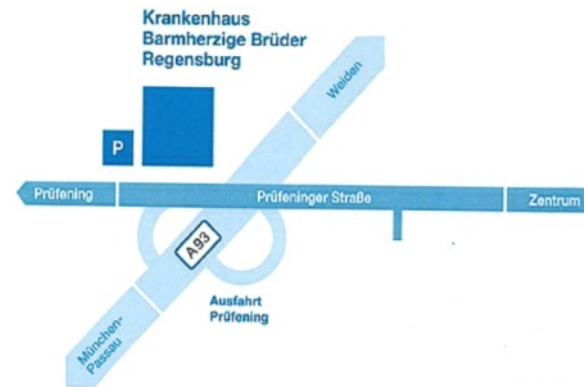 Krankenhaus
Barmherzige Brüder
Regensburg
Weiden
P
Prüfening
Prüfeninger Straße
Zentrum
A93
Ausfahrt
Prüfening
München-
Passau